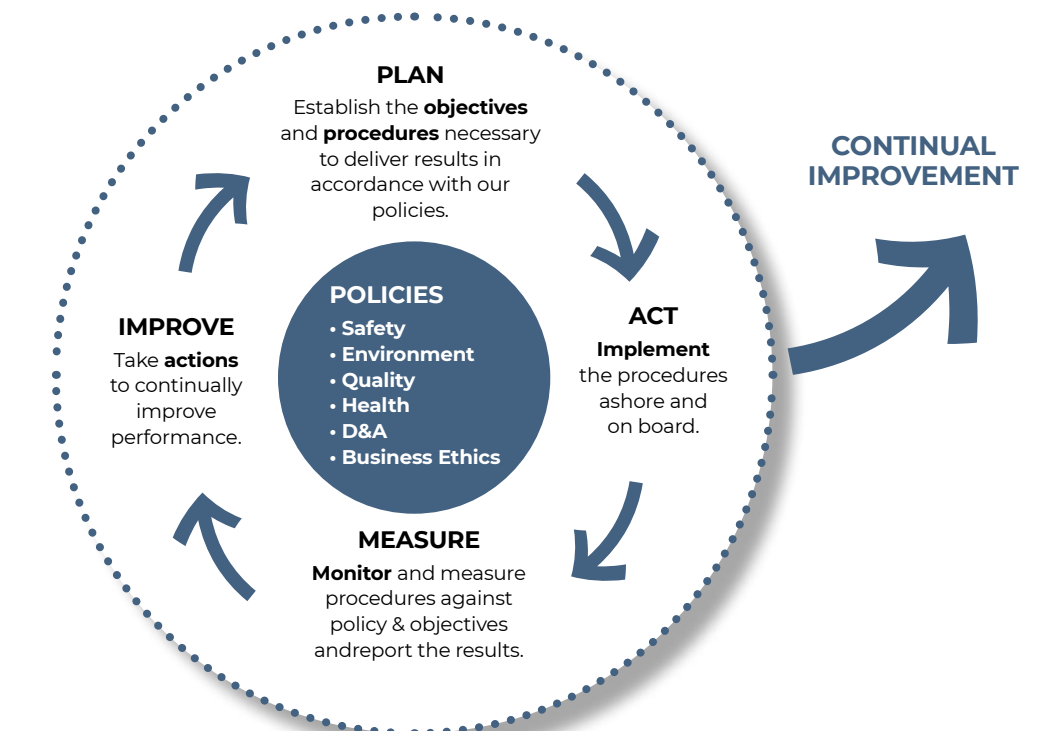 PLAN
Establish the objectives
and procedures necessary
to deliver results in
accordance with our
policies.
CONTINUAL
IMPROVEMENT
ACT
Implement
the procedures
ashore and
on board.
MEASURE
Monitor and measure
procedures against
policy & objectives
andreport the results.
IMPROVE
Take actions
to continually
improve
performance.
POLICIES
• Safety
• Environment
• Quality
• Health
• D&A
• Business Ethics